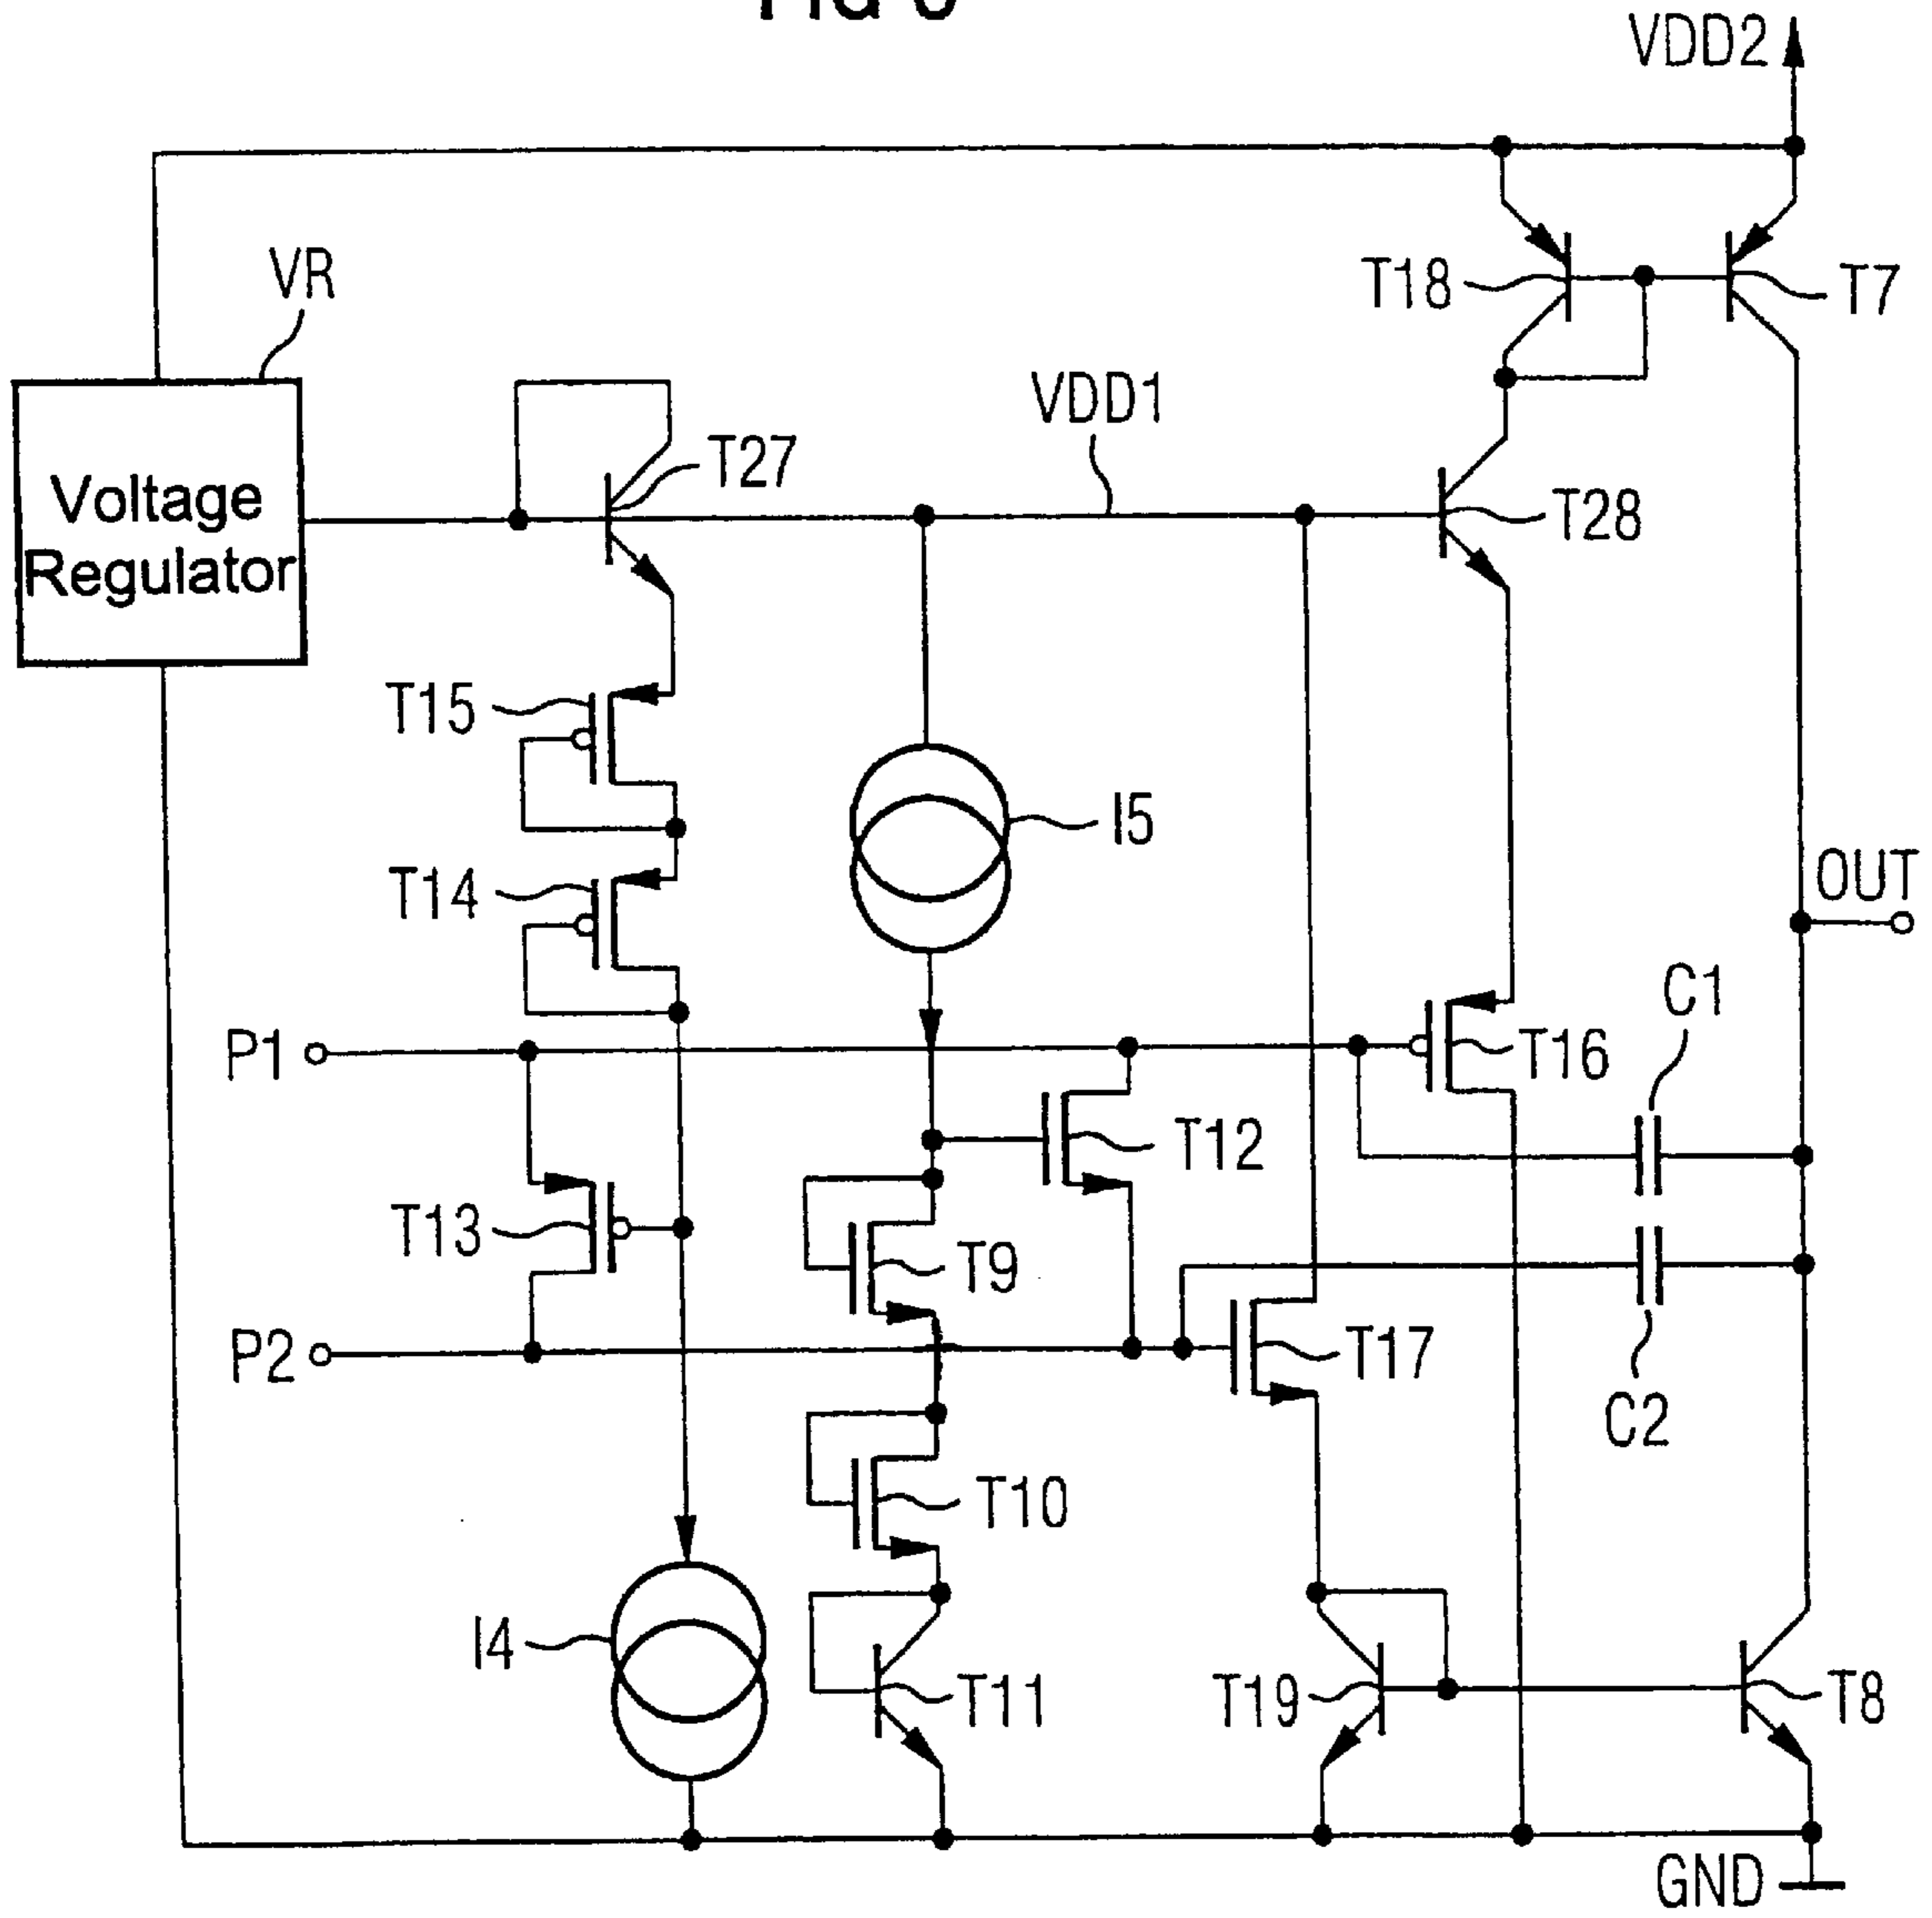 VDD2
VR
T18
T7
VDD1
T27
Voltage
Regulator
T28
T15
I5
T14
OUT
C1
P1
T16
T12
T13
T9
P2
T17
C2
T10
I4
T11
T19
T8
GND